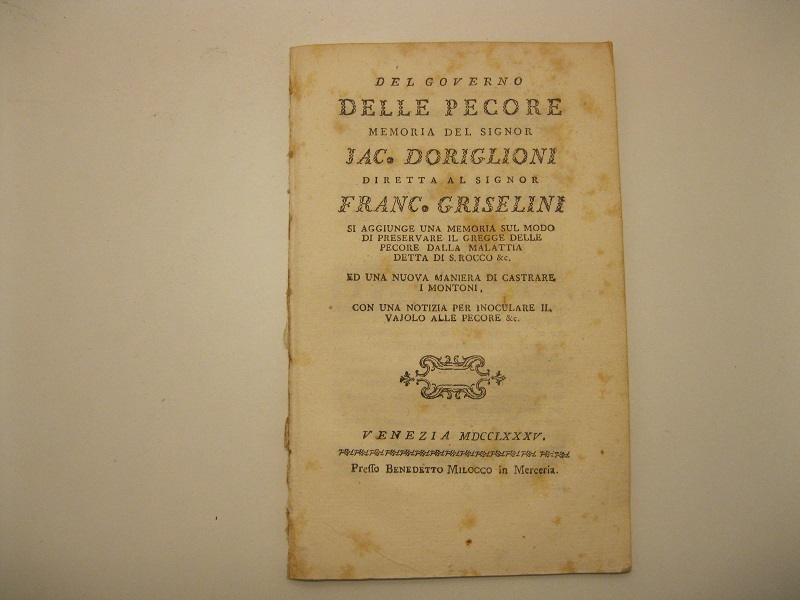 DEL GOVERNO
DELLE PECORE
MEMORIA DEL SIGNOR
IAC. DORIGLIONI
DIRETTA AL SIGNOR
FRANC. GRISELINI
SI AGGIUNGE UNA MEMORIA SUL MODO
DI PRESERVARE IL GREGGE DELLE
PECORE DALLA MALATTIA
DETTA DI S. ROCCO &c.
ED UNA NUOVA MANIERA DI CASTRARE
I MONTONI,
CON UNA NOTIZIA PER INOCULARE IL
VAJOLO ALLE PECORE &c.
VENEZIA MDCCLXXXV.
Preſſo BENEDETTO MILOCCO in Merceria.